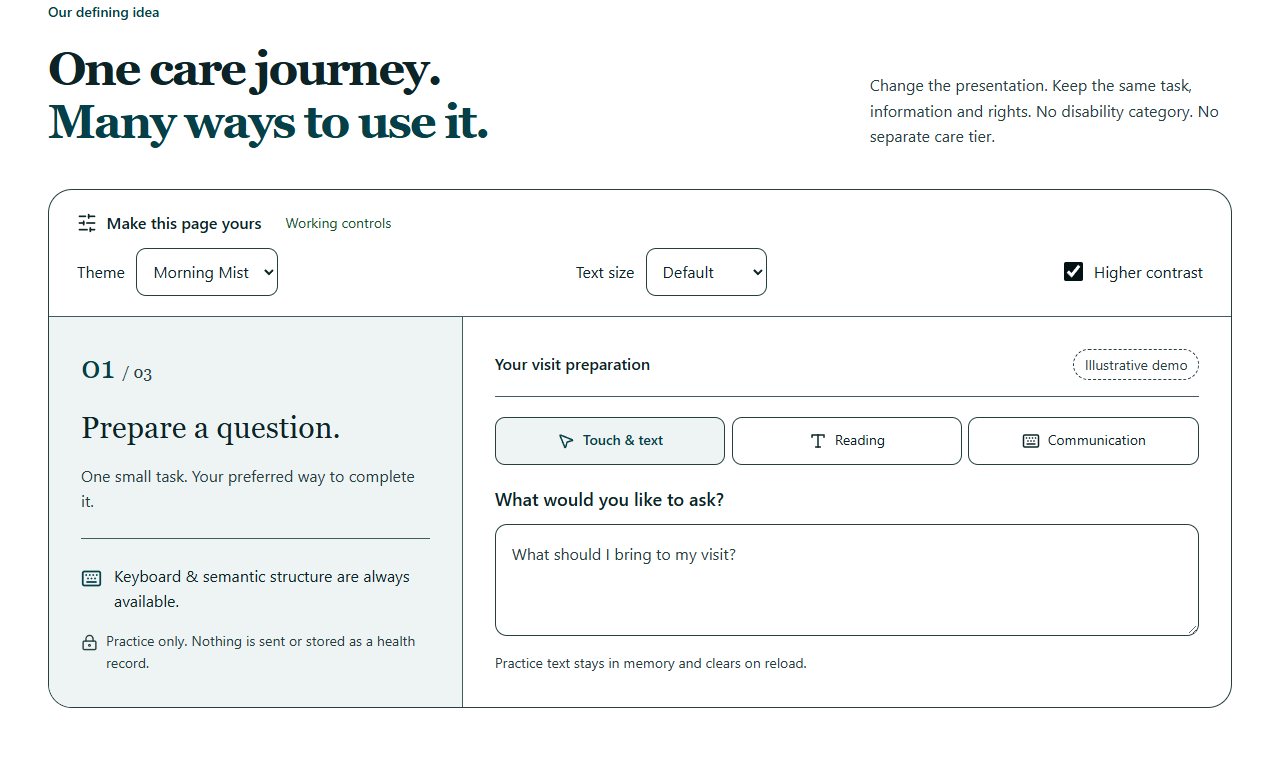 Our defining idea
One care journey.
Many ways to use it.
Change the presentation. Keep the same task,
information and rights. No disability category. No
separate care tier.
Make this page yours
Working controls
Theme
Morning Mist
Text size
Default
Higher contrast
01 / 03
Prepare a question.
One small task. Your preferred way to complete
it.
Keyboard & semantic structure are always
available.
Practice only. Nothing is sent or stored as a health
record.
Your visit preparation
Illustrative demo
Touch & text
Reading
Communication
What would you like to ask?
What should I bring to my visit?
Practice text stays in memory and clears on reload.